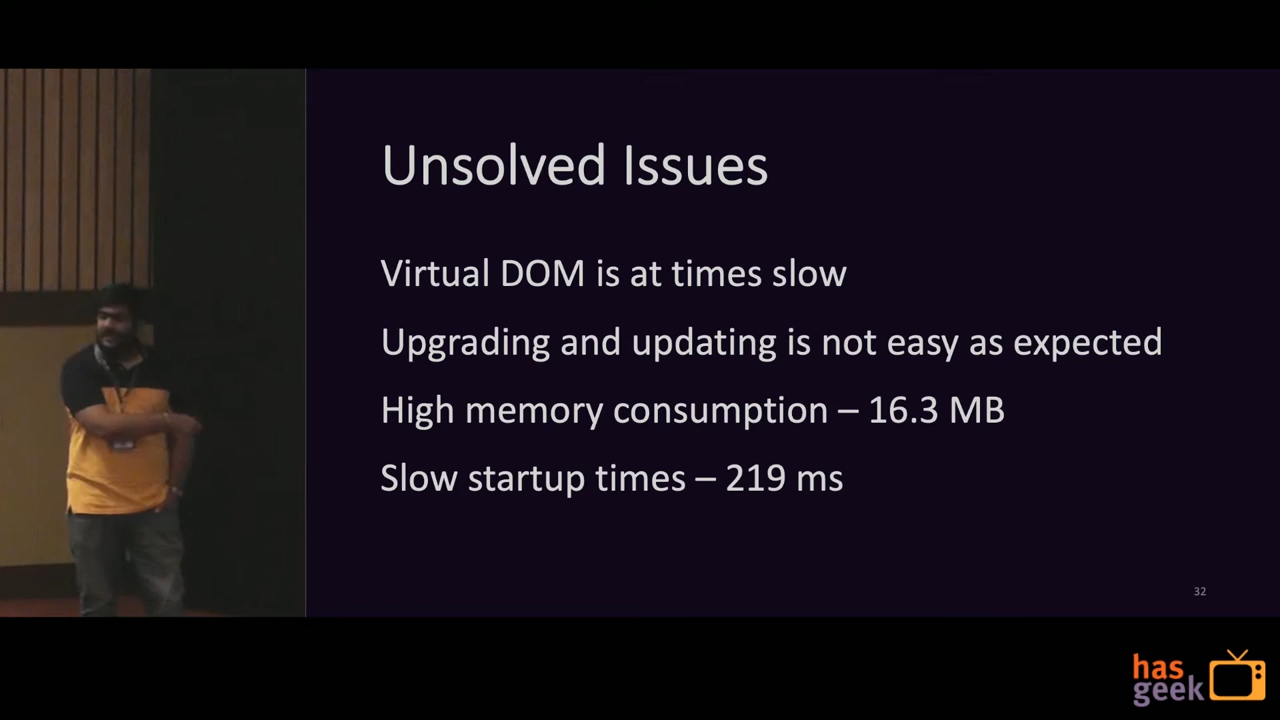 Unsolved Issues
Virtual DOM is at times slow
Upgrading and updating is not easy as expected
High memory consumption – 16.3 MB
Slow startup times – 219 ms
32
has
geek